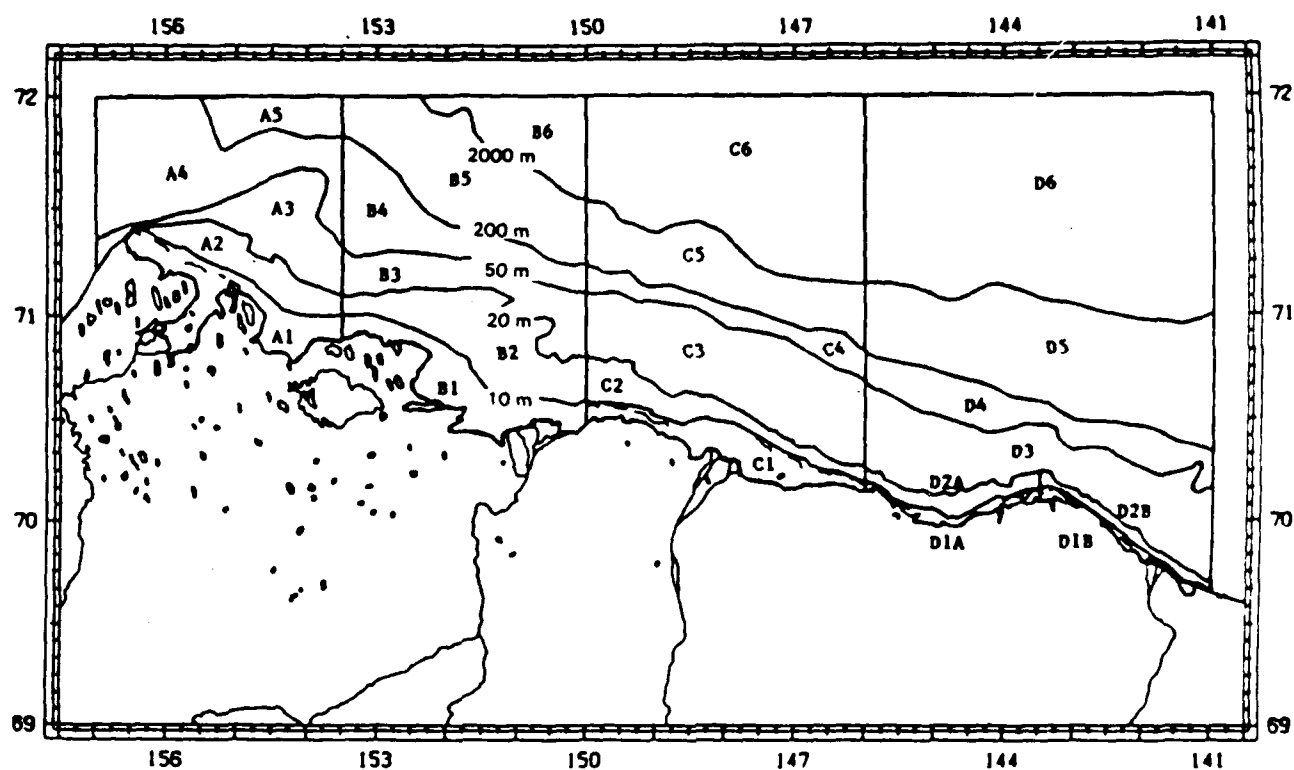 156 153 150 147 144 141
72 72
A5
B6
2000 m
C6
A4
B5
D6
A3 B4
200 m
A2
C5
B3
50 m
71 71
20 m
A1
B2
C3
C4
D5
B1
C2
10 m
D4
D3
C1
D2A
D2B
70 70
D1A
D1B
69 69
156 153 150 147 144 141